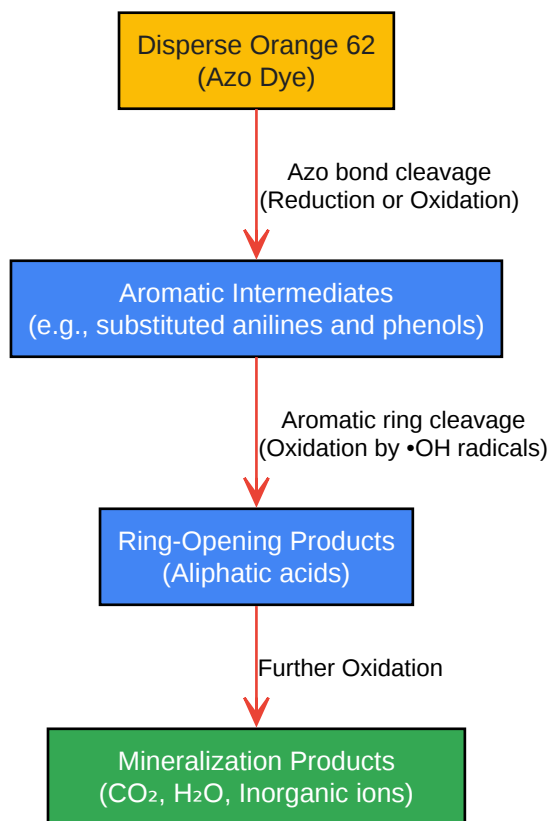 Disperse Orange 62
(Azo Dye)
Azo bond cleavage
(Reduction or Oxidation)
Aromatic Intermediates
(e.g., substituted anilines and phenols)
Aromatic ring cleavage
(Oxidation by •OH radicals)
Ring-Opening Products
(Aliphatic acids)
Further Oxidation
Mineralization Products
(CO₂, H₂O, Inorganic ions)